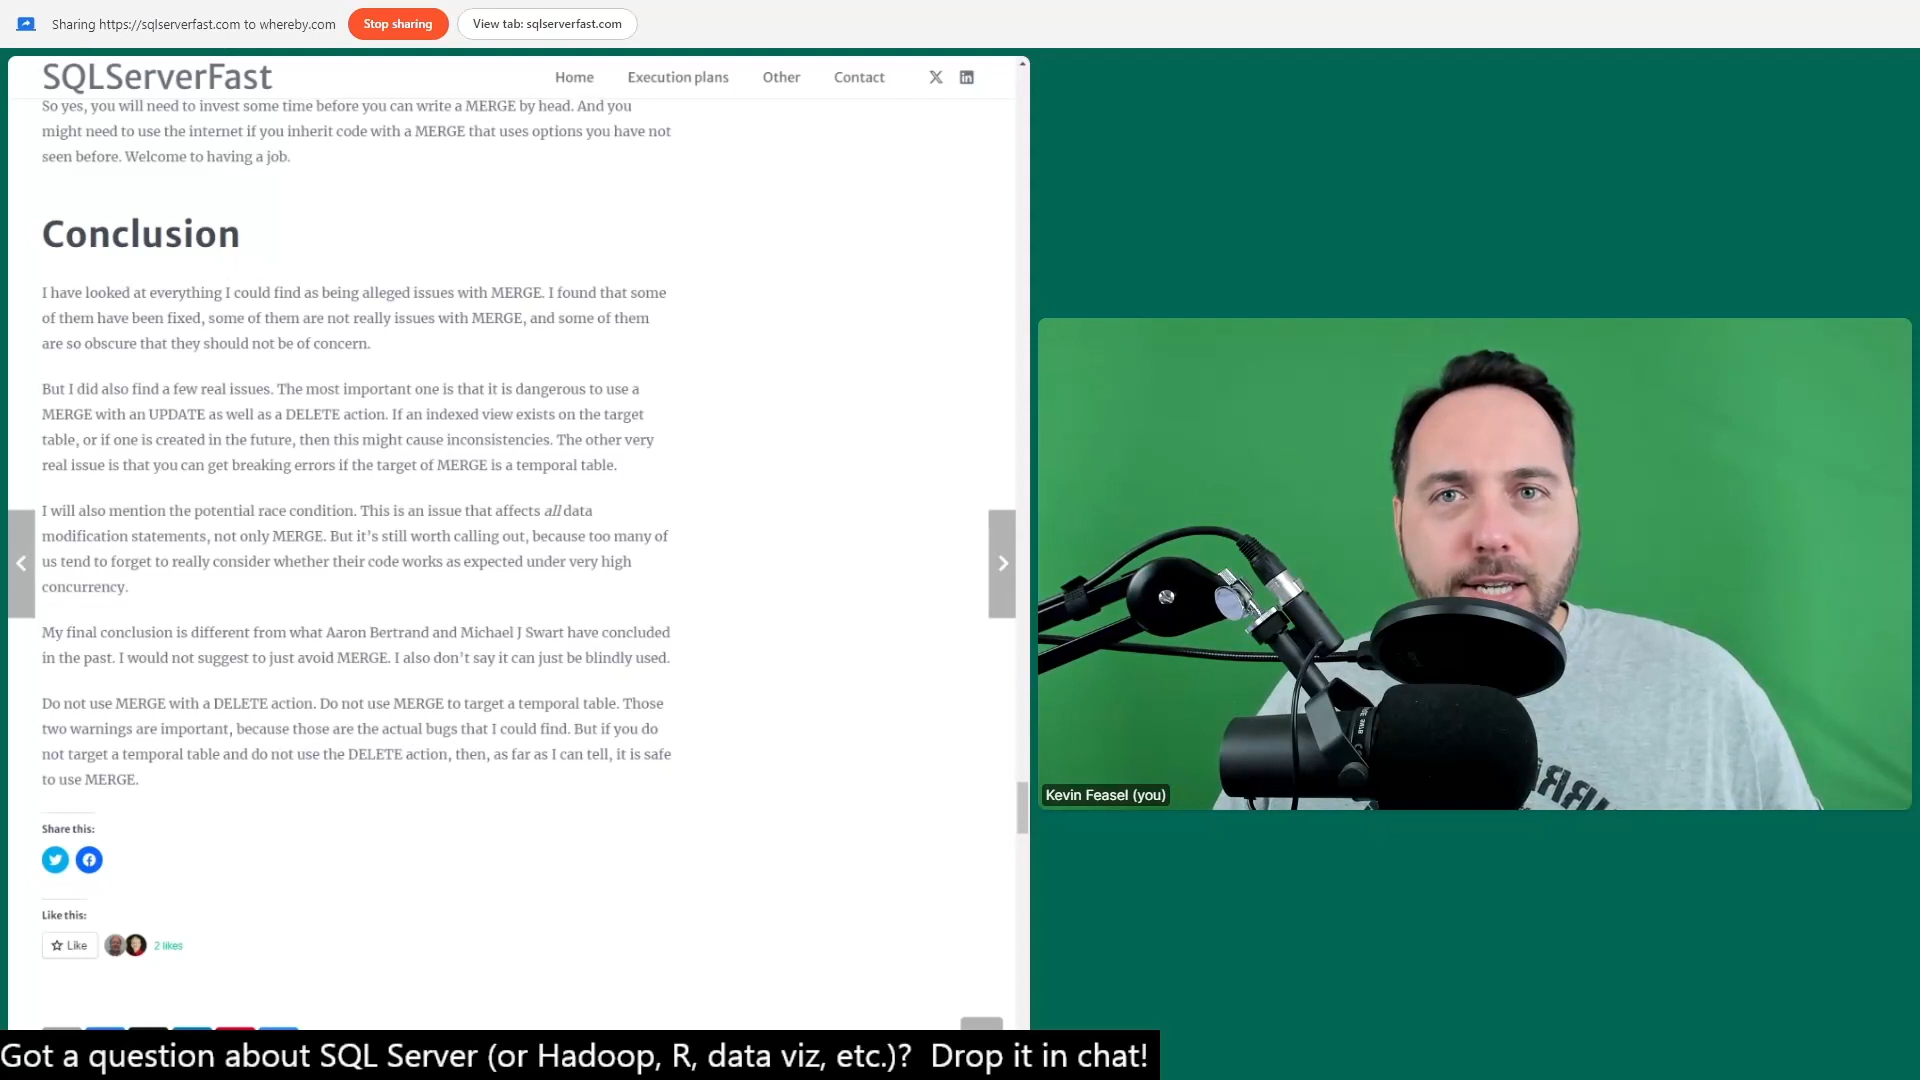 Sharing https://sqlserverfast.com to whereby.com
Stop sharing
View tab: sqlserverfast.com
SQLServerFast
Home
Execution plans
Other
Contact
So yes, you will need to invest some time before you can write a MERGE by head. And you
might need to use the internet if you inherit code with a MERGE that uses options you have not
seen before. Welcome to having a job.
Conclusion
I have looked at everything I could find as being alleged issues with MERGE. I found that some
of them have been fixed, some of them are not really issues with MERGE, and some of them
are so obscure that they should not be of concern.
But I did also find a few real issues. The most important one is that it is dangerous to use a
MERGE with an UPDATE as well as a DELETE action. If an indexed view exists on the target
table, or if one is created in the future, then this might cause inconsistencies. The other very
real issue is that you can get breaking errors if the target of MERGE is a temporal table.
I will also mention the potential race condition. This is an issue that affects all data
modification statements, not only MERGE. But it’s still worth calling out, because too many of
us tend to forget to really consider whether their code works as expected under very high
concurrency.
My final conclusion is different from what Aaron Bertrand and Michael J Swart have concluded
in the past. I would not suggest to just avoid MERGE. I also don’t say it can just be blindly used.
Do not use MERGE with a DELETE action. Do not use MERGE to target a temporal table. Those
two warnings are important, because those are the actual bugs that I could find. But if you do
not target a temporal table and do not use the DELETE action, then, as far as I can tell, it is safe
to use MERGE.
Share this:
Like this:
Like
2 likes
Kevin Feasel (you)
Got a question about SQL Server (or Hadoop, R, data viz, etc.)? Drop it in chat!